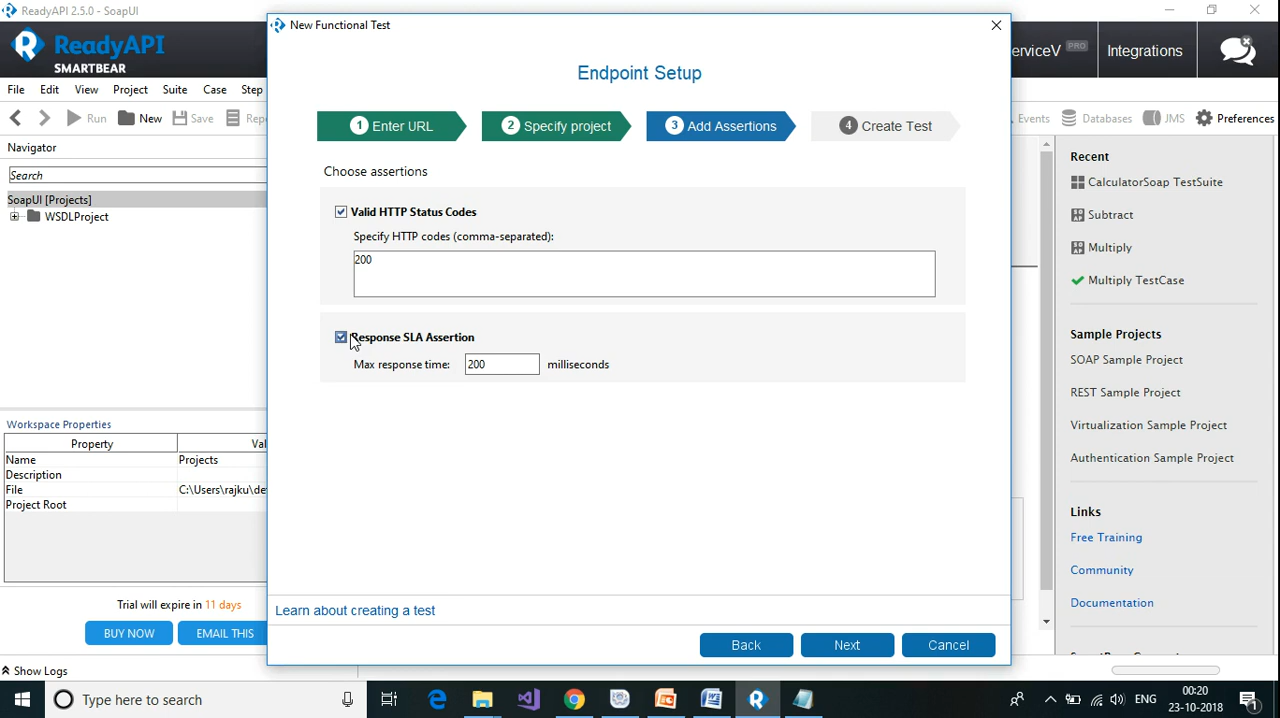 ReadyAPI 2.5.0 - SoapUI
New Functional Test
ReadyAPI
SMARTBEAR
erviceV PRO
Integrations
File Edit View Project Suite Case Step
Run New Save Repo
Events Databases JMS Preferences
Navigator
Search
SoapUI [Projects]
WSDLProject
Endpoint Setup
1 Enter URL
2 Specify project
3 Add Assertions
4 Create Test
Choose assertions
Valid HTTP Status Codes
Specify HTTP codes (comma-separated):
200
Response SLA Assertion
Max response time: 200 milliseconds
Learn about creating a test
Back Next Cancel
Recent
CalculatorSoap TestSuite
Subtract
Multiply
Multiply TestCase
Sample Projects
SOAP Sample Project
REST Sample Project
Virtualization Sample Project
Authentication Sample Project
Links
Free Training
Community
Documentation
Workspace Properties
Property Val
Name Projects
Description
File C:\Users\rajku\de
Project Root
Trial will expire in 11 days
BUY NOW EMAIL THIS
Show Logs
Type here to search
ENG
00:20
23-10-2018
1